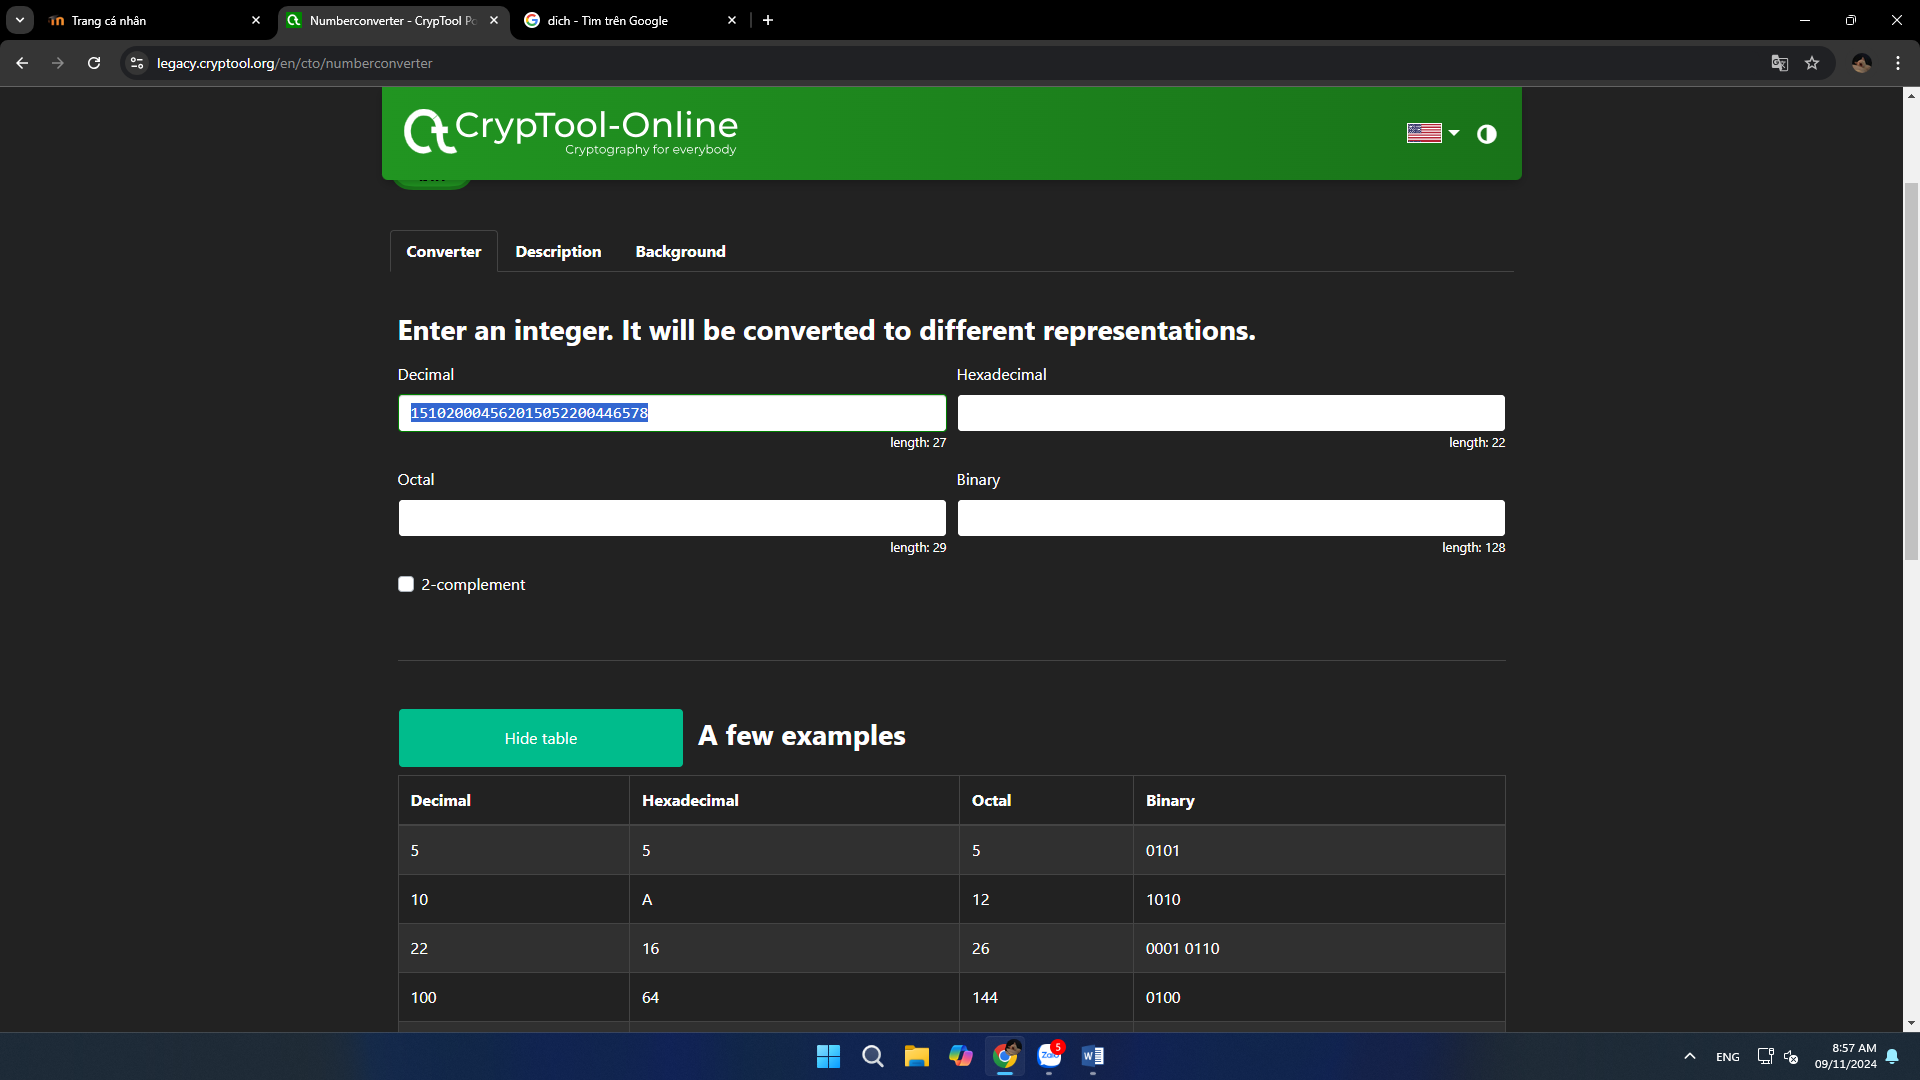 Trang cá nhân
Numberconverter - CrypTool Po
dich - Tìm trên Google
legacy.cryptool.org/en/cto/numberconverter
CrypTool-Online
Cryptography for everybody
Converter
Description
Background
Enter an integer. It will be converted to different representations.
Decimal
Hexadecimal
151020004562015052200446578
length: 27
length: 22
Octal
Binary
length: 29
length: 128
2-complement
Hide table
A few examples
Decimal Hexadecimal Octal Binary
5 5 5 0101
10 A 12 1010
22 16 26 0001 0110
100 64 144 0100
Zalo
5
ENG
8:57 AM
09/11/2024